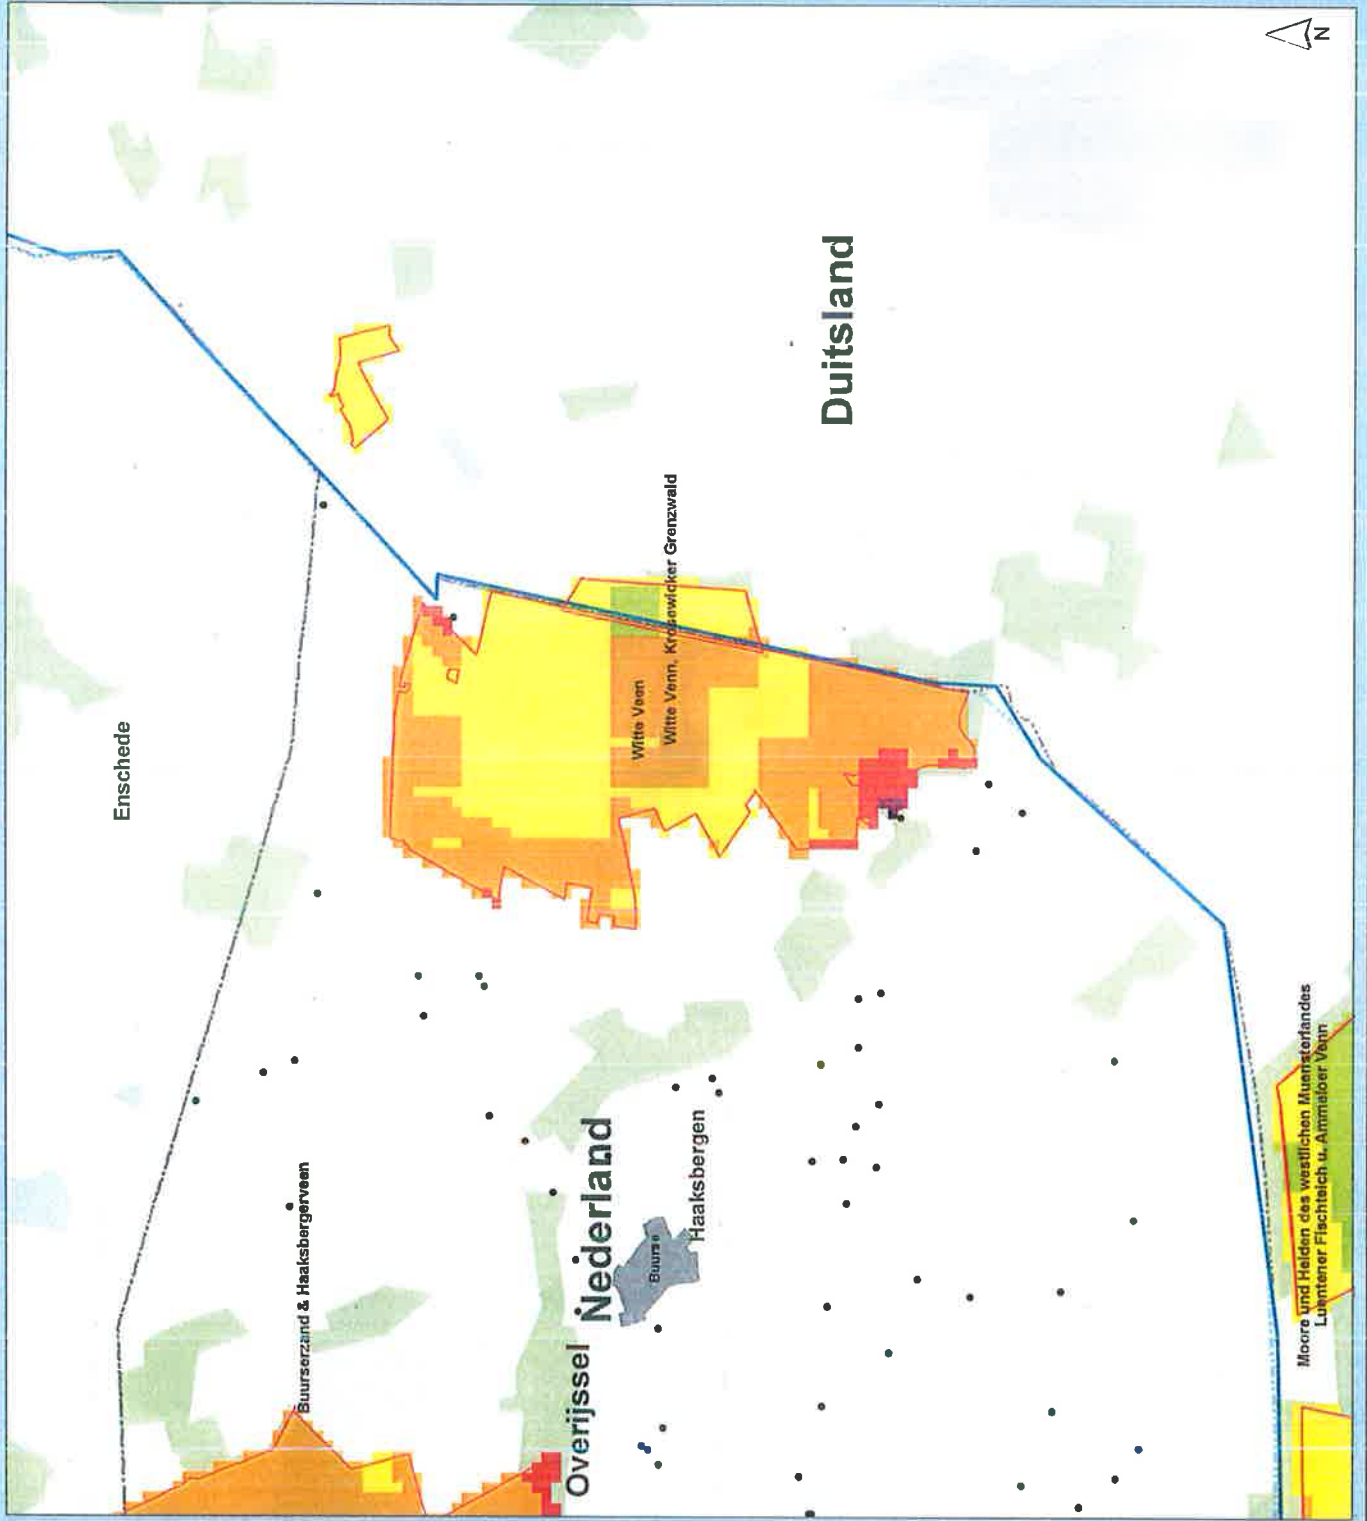 Enschede
Buurserzand & Haaksbergerveen
Overijssel
Nederland
Buurse
Haaksbergen
Witte Veen
Witte Venn, Krosewicker Grenzwald
Duitsland
Moore und Heiden des westlichen Muensterlandes
Luentener Fischteich u. Ammeloer Venn
N